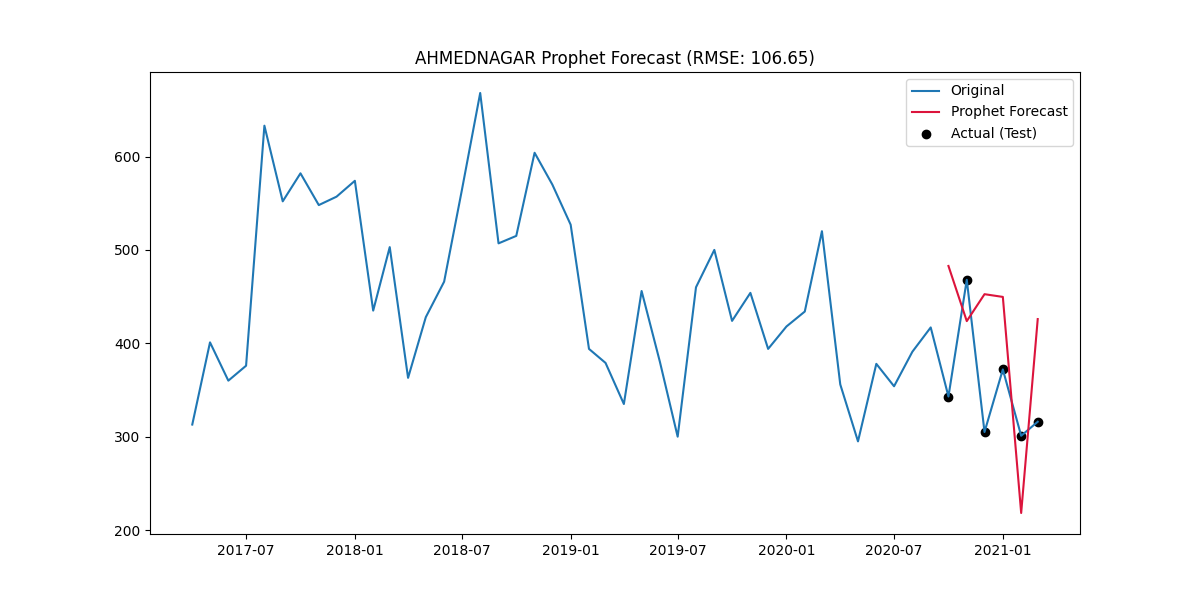 AHMEDNAGAR Prophet Forecast (RMSE: 106.65)
Original
Prophet Forecast
Actual (Test)
600
500
400
300
200
2017-07 2018-01 2018-07 2019-01 2019-07 2020-01 2020-07 2021-01